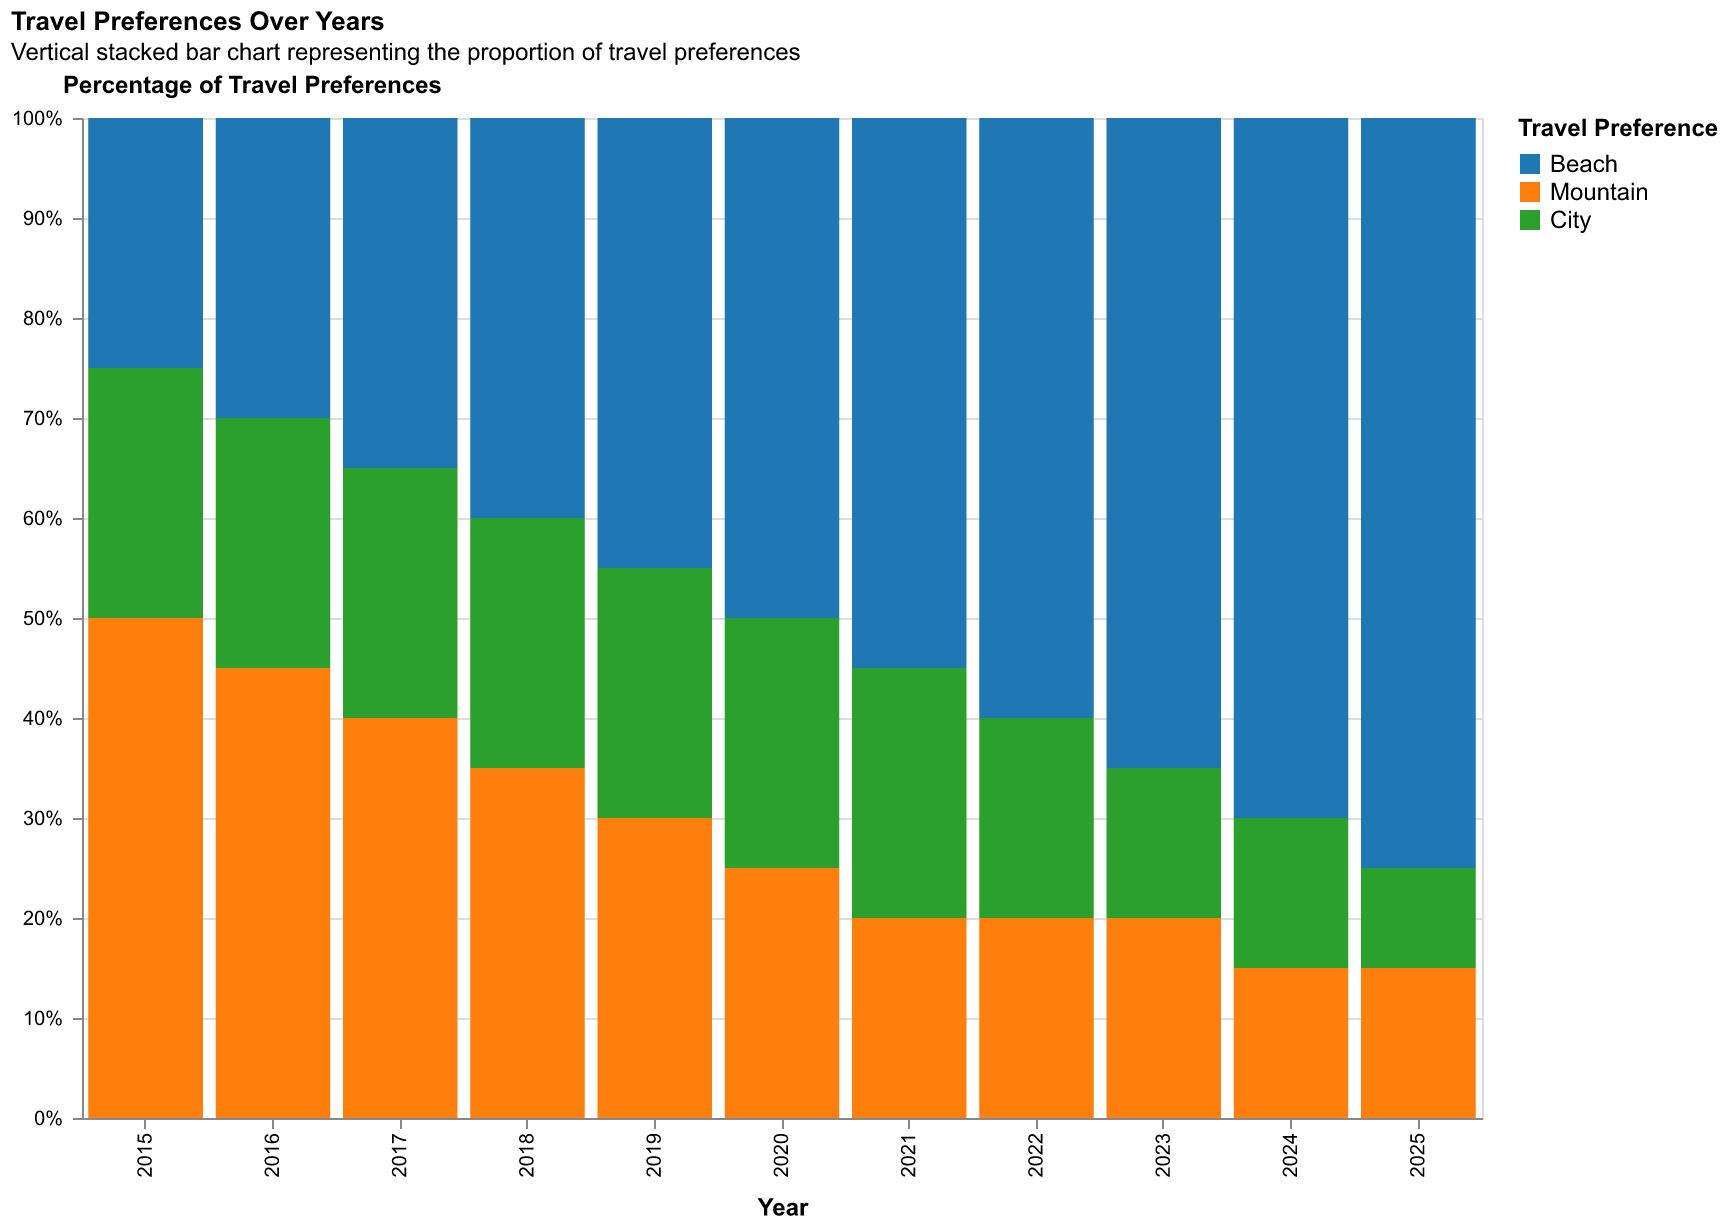 Travel Preferences Over Years
Vertical stacked bar chart representing the proportion of travel preferences
Percentage of Travel Preferences
100%
90%
80%
70%
60%
50%
40%
30%
20%
10%
0%
2015
2016
2017
2018
2019
2020
2021
2022
2023
2024
2025
Year
Travel Preference
Beach
Mountain
City